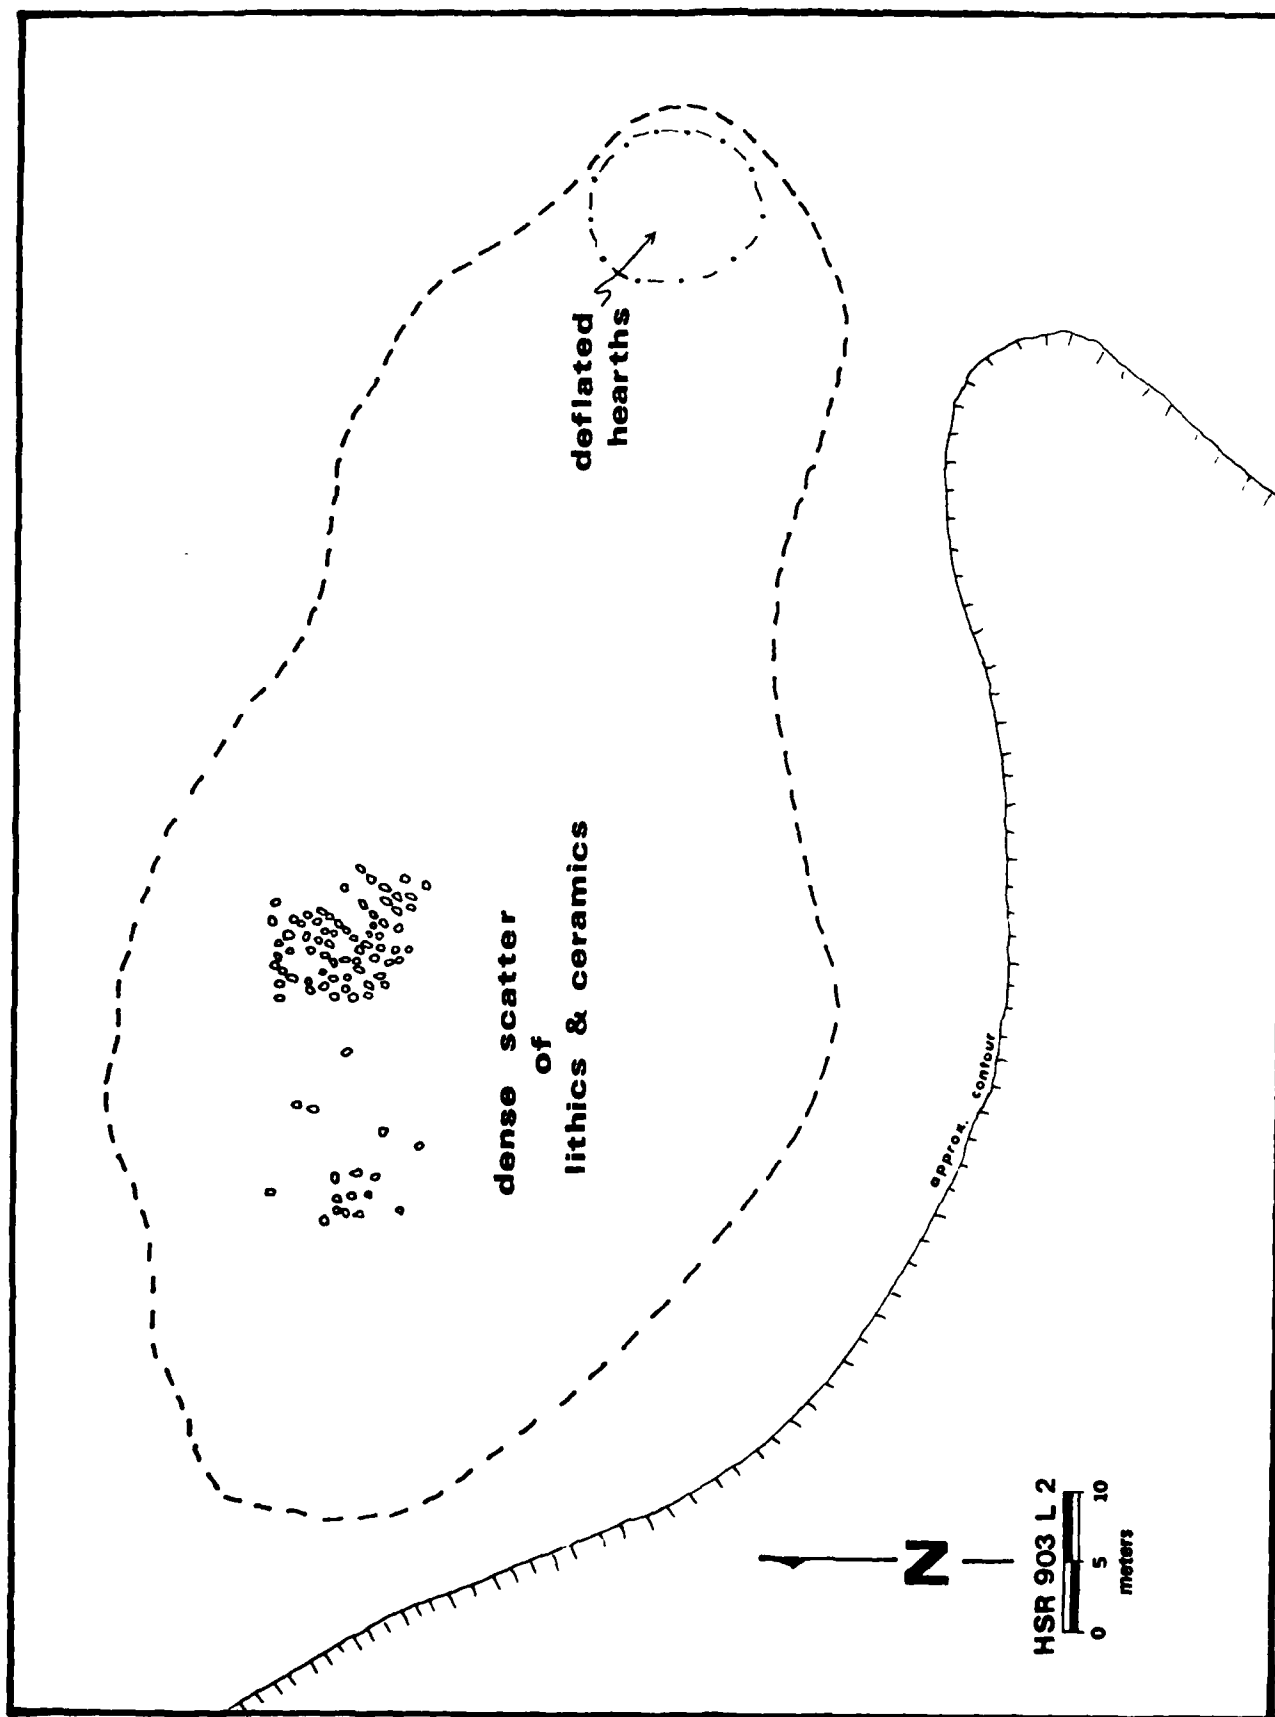 deflated
hearths
dense scatter
of
lithics & ceramics
approx. contour
N
HSR 903 L 2
0 5 10
meters